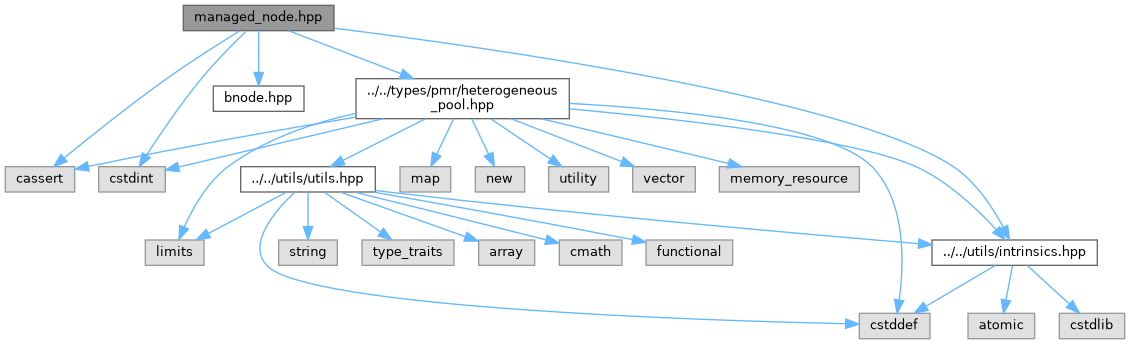 managed_node.hpp
bnode.hpp
../../types/pmr/heterogeneous
_pool.hpp
cassert
cstdint
../../utils/utils.hpp
map
new
utility
vector
memory_resource
limits
string
type_traits
array
cmath
functional
../../utils/intrinsics.hpp
cstddef
atomic
cstdlib